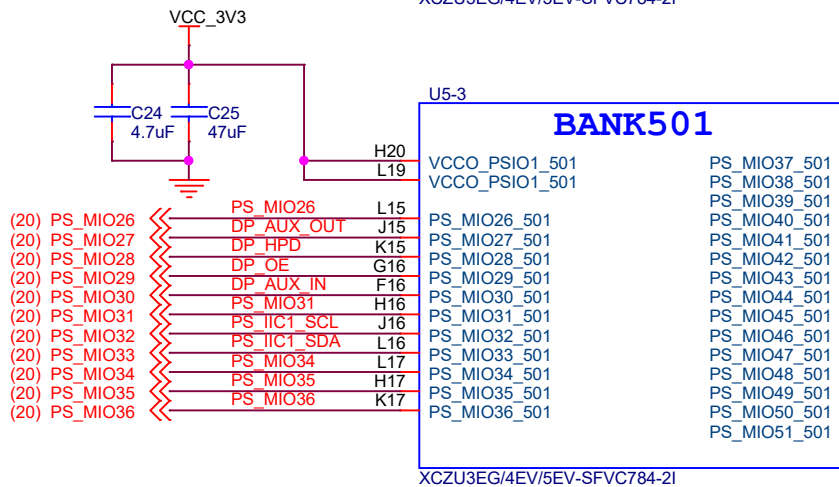 XCZU3EG/4EV/5EV-SFVC784-2I
VCC_3V3
C24
4.7uF
C25
47uF
U5-3
BANK501
H20 VCCO_PSIO1_501 PS_MIO37_501
L19 VCCO_PSIO1_501 PS_MIO38_501
PS_MIO39_501
(20) PS_MIO26 PS_MIO26 L15 PS_MIO26_501 PS_MIO40_501
(20) PS_MIO27 DP_AUX_OUT J15 PS_MIO27_501 PS_MIO41_501
(20) PS_MIO28 DP_HPD K15 PS_MIO28_501 PS_MIO42_501
(20) PS_MIO29 DP_OE G16 PS_MIO29_501 PS_MIO43_501
(20) PS_MIO30 DP_AUX_IN F16 PS_MIO30_501 PS_MIO44_501
(20) PS_MIO31 PS_MIO31 H16 PS_MIO31_501 PS_MIO45_501
(20) PS_MIO32 PS_IIC1_SCL J16 PS_MIO32_501 PS_MIO46_501
(20) PS_MIO33 PS_IIC1_SDA L16 PS_MIO33_501 PS_MIO47_501
(20) PS_MIO34 PS_MIO34 L17 PS_MIO34_501 PS_MIO48_501
(20) PS_MIO35 PS_MIO35 H17 PS_MIO35_501 PS_MIO49_501
(20) PS_MIO36 PS_MIO36 K17 PS_MIO36_501 PS_MIO50_501
PS_MIO51_501
XCZU3EG/4EV/5EV-SFVC784-2I